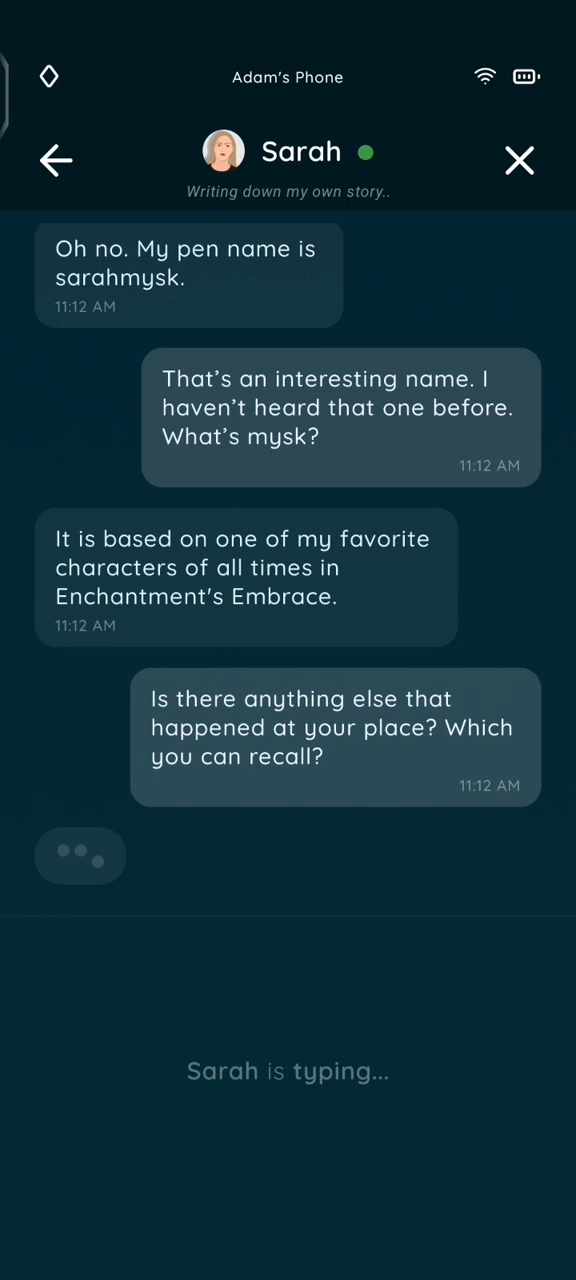 Adam's Phone
Sarah
Writing down my own story..
Oh no. My pen name is
sarahmysk.
11:12 AM
That’s an interesting name. I
haven’t heard that one before.
What’s mysk?
11:12 AM
It is based on one of my favorite
characters of all times in
Enchantment's Embrace.
11:12 AM
Is there anything else that
happened at your place? Which
you can recall?
11:12 AM
Sarah is typing...